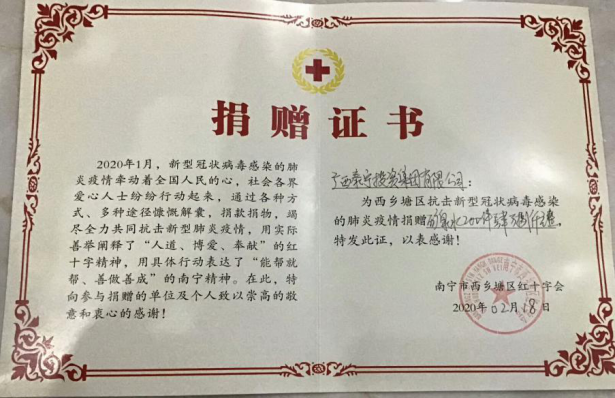 捐赠证书
2020年1月，新型冠状病毒感染的肺
炎疫情牵动着全国人民的心，社会各界
爱心人士纷纷行动起来，通过各种方
式、多种途径慷慨解囊，捐款捐物，竭
尽全力共同抗击新型肺炎疫情，用实际
善举阐释了“人道、博爱、奉献”的红
十字精神，用具体行动表达了“能帮就
帮、善做善成”的南宁精神。在此，特
向参与捐赠的单位及个人致以崇高的敬
意和衷心的感谢！
广西 投资集团有限公司：
为西乡塘区抗击新型冠状病毒感染
的肺炎疫情捐赠 水200件
特发此证，以表感谢！
南宁市西乡塘区红十字会
2020年02月18日